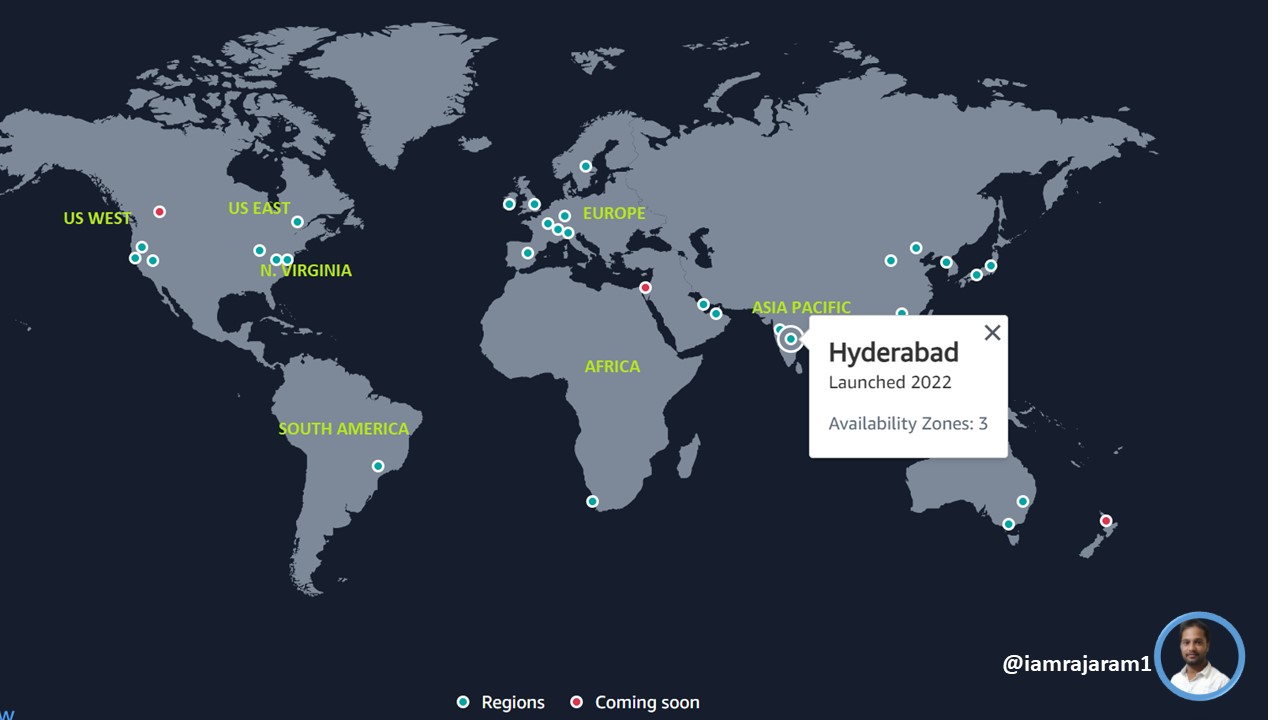 US WEST
US EAST
EUROPE
N. VIRGINIA
ASIA PACIFIC
Hyderabad
Launched 2022
Availability Zones: 3
AFRICA
SOUTH AMERICA
@iamrajaram1
Regions
Coming soon
w